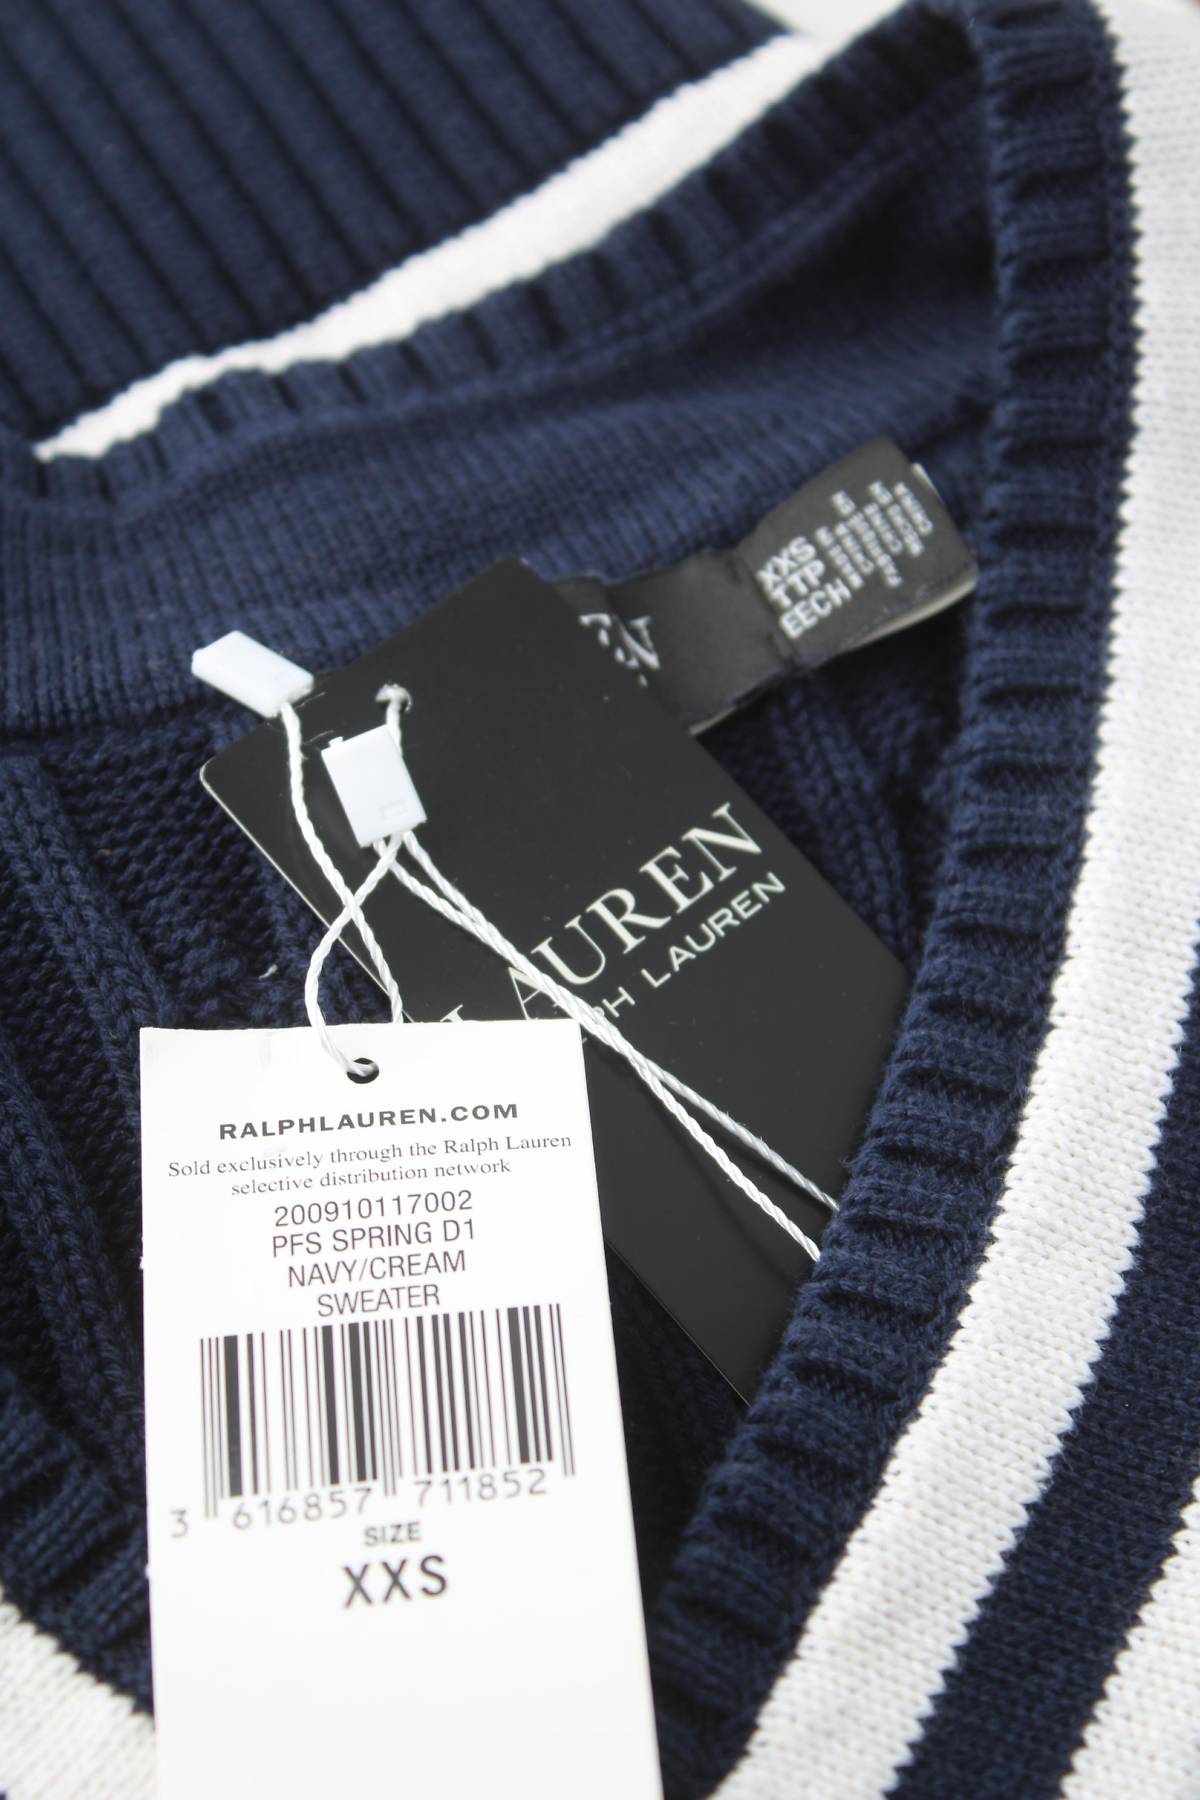 XXS
TTP
EECH
EN
LAUREN
LAUREN
RALPHLAUREN.COM
Sold exclusively through the Ralph Lauren
selective distribution network
200910117002
PFS SPRING D1
NAVY/CREAM
SWEATER
3 616857 711852
SIZE
XXS